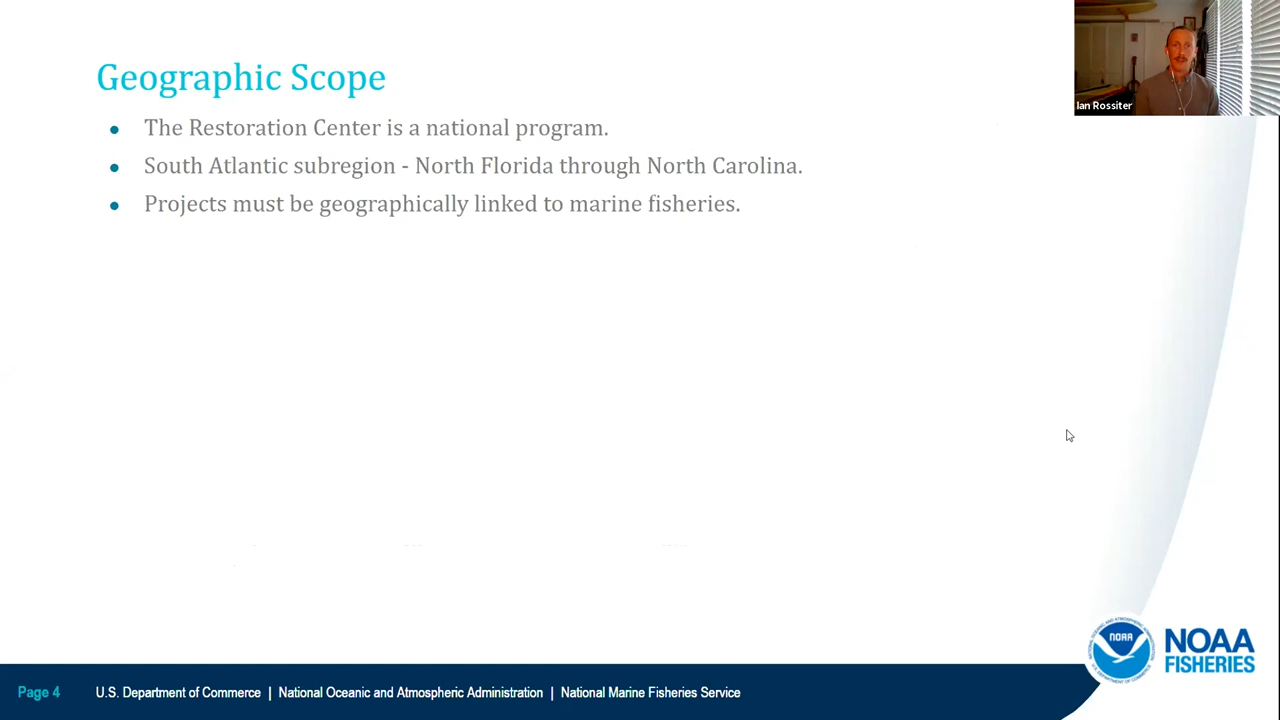 Geographic Scope
Ian Rossiter
● The Restoration Center is a national program.
● South Atlantic subregion - North Florida through North Carolina.
● Projects must be geographically linked to marine fisheries.
NOAA
NOAA
FISHERIES
Page 4 U.S. Department of Commerce | National Oceanic and Atmospheric Administration | National Marine Fisheries Service